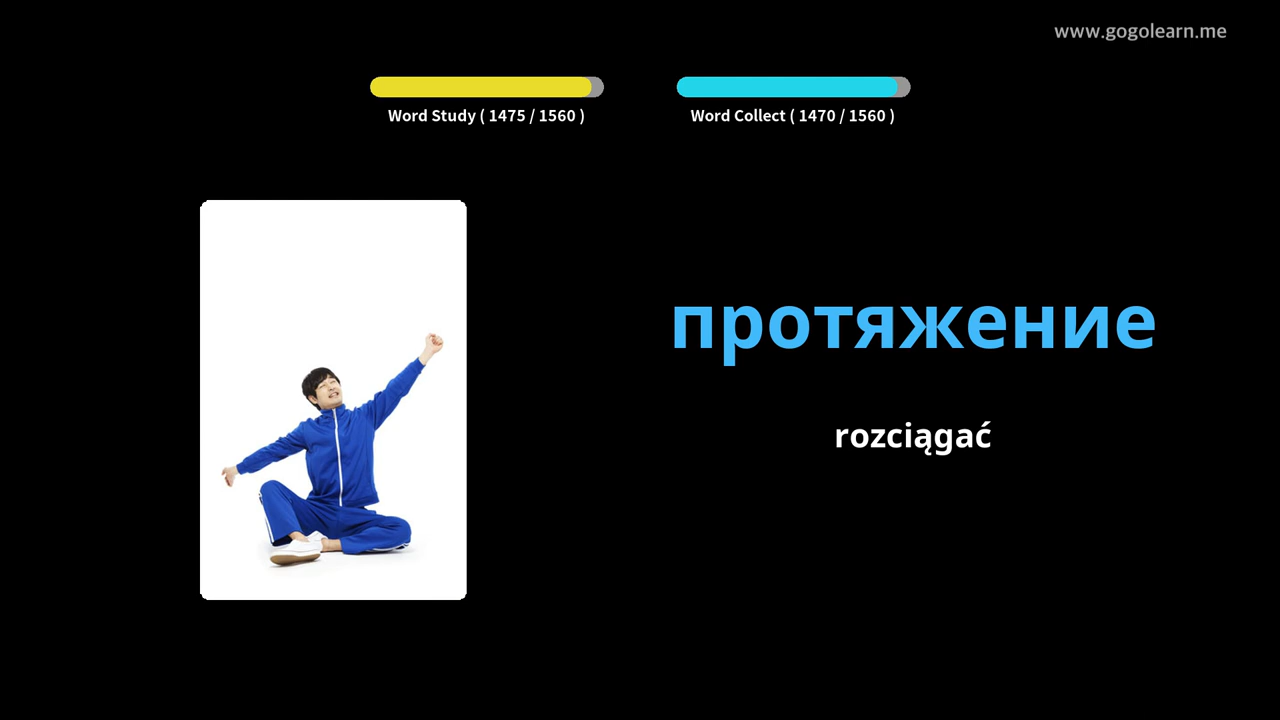 www.gogolearn.me
Word Study ( 1475 / 1560 )
Word Collect ( 1470 / 1560 )
протяжение
rozciągać